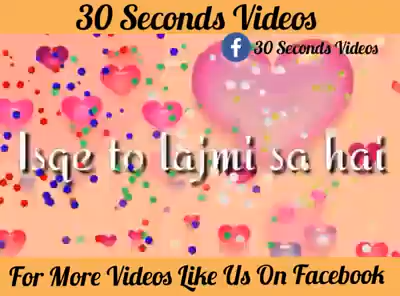 30 Seconds Videos
30 Seconds Videos
Isqe to lajmi sa hai
For More Videos Like Us On Facebook